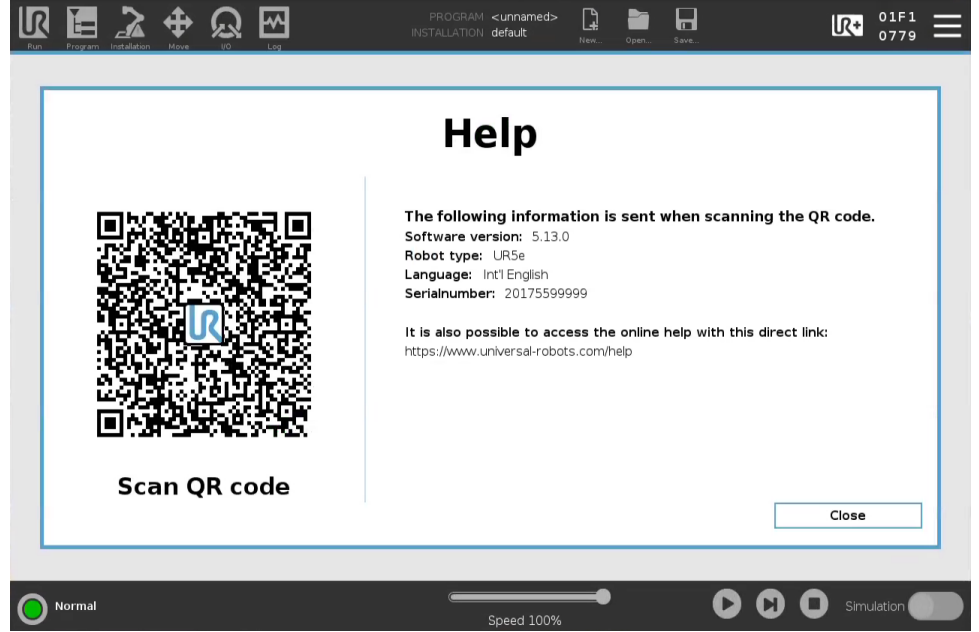 PROGRAM <unnamed>
INSTALLATION default
UR+
01F1
0779
Run Program Installation Move I/O Log New... Open... Save...
Help
The following information is sent when scanning the QR code.
Software version: 5.13.0
Robot type: UR5e
Language: Int'l English
Serialnumber: 20175599999
It is also possible to access the online help with this direct link:
https://www.universal-robots.com/help
UR
Scan QR code
Close
Normal
Speed 100%
Simulation